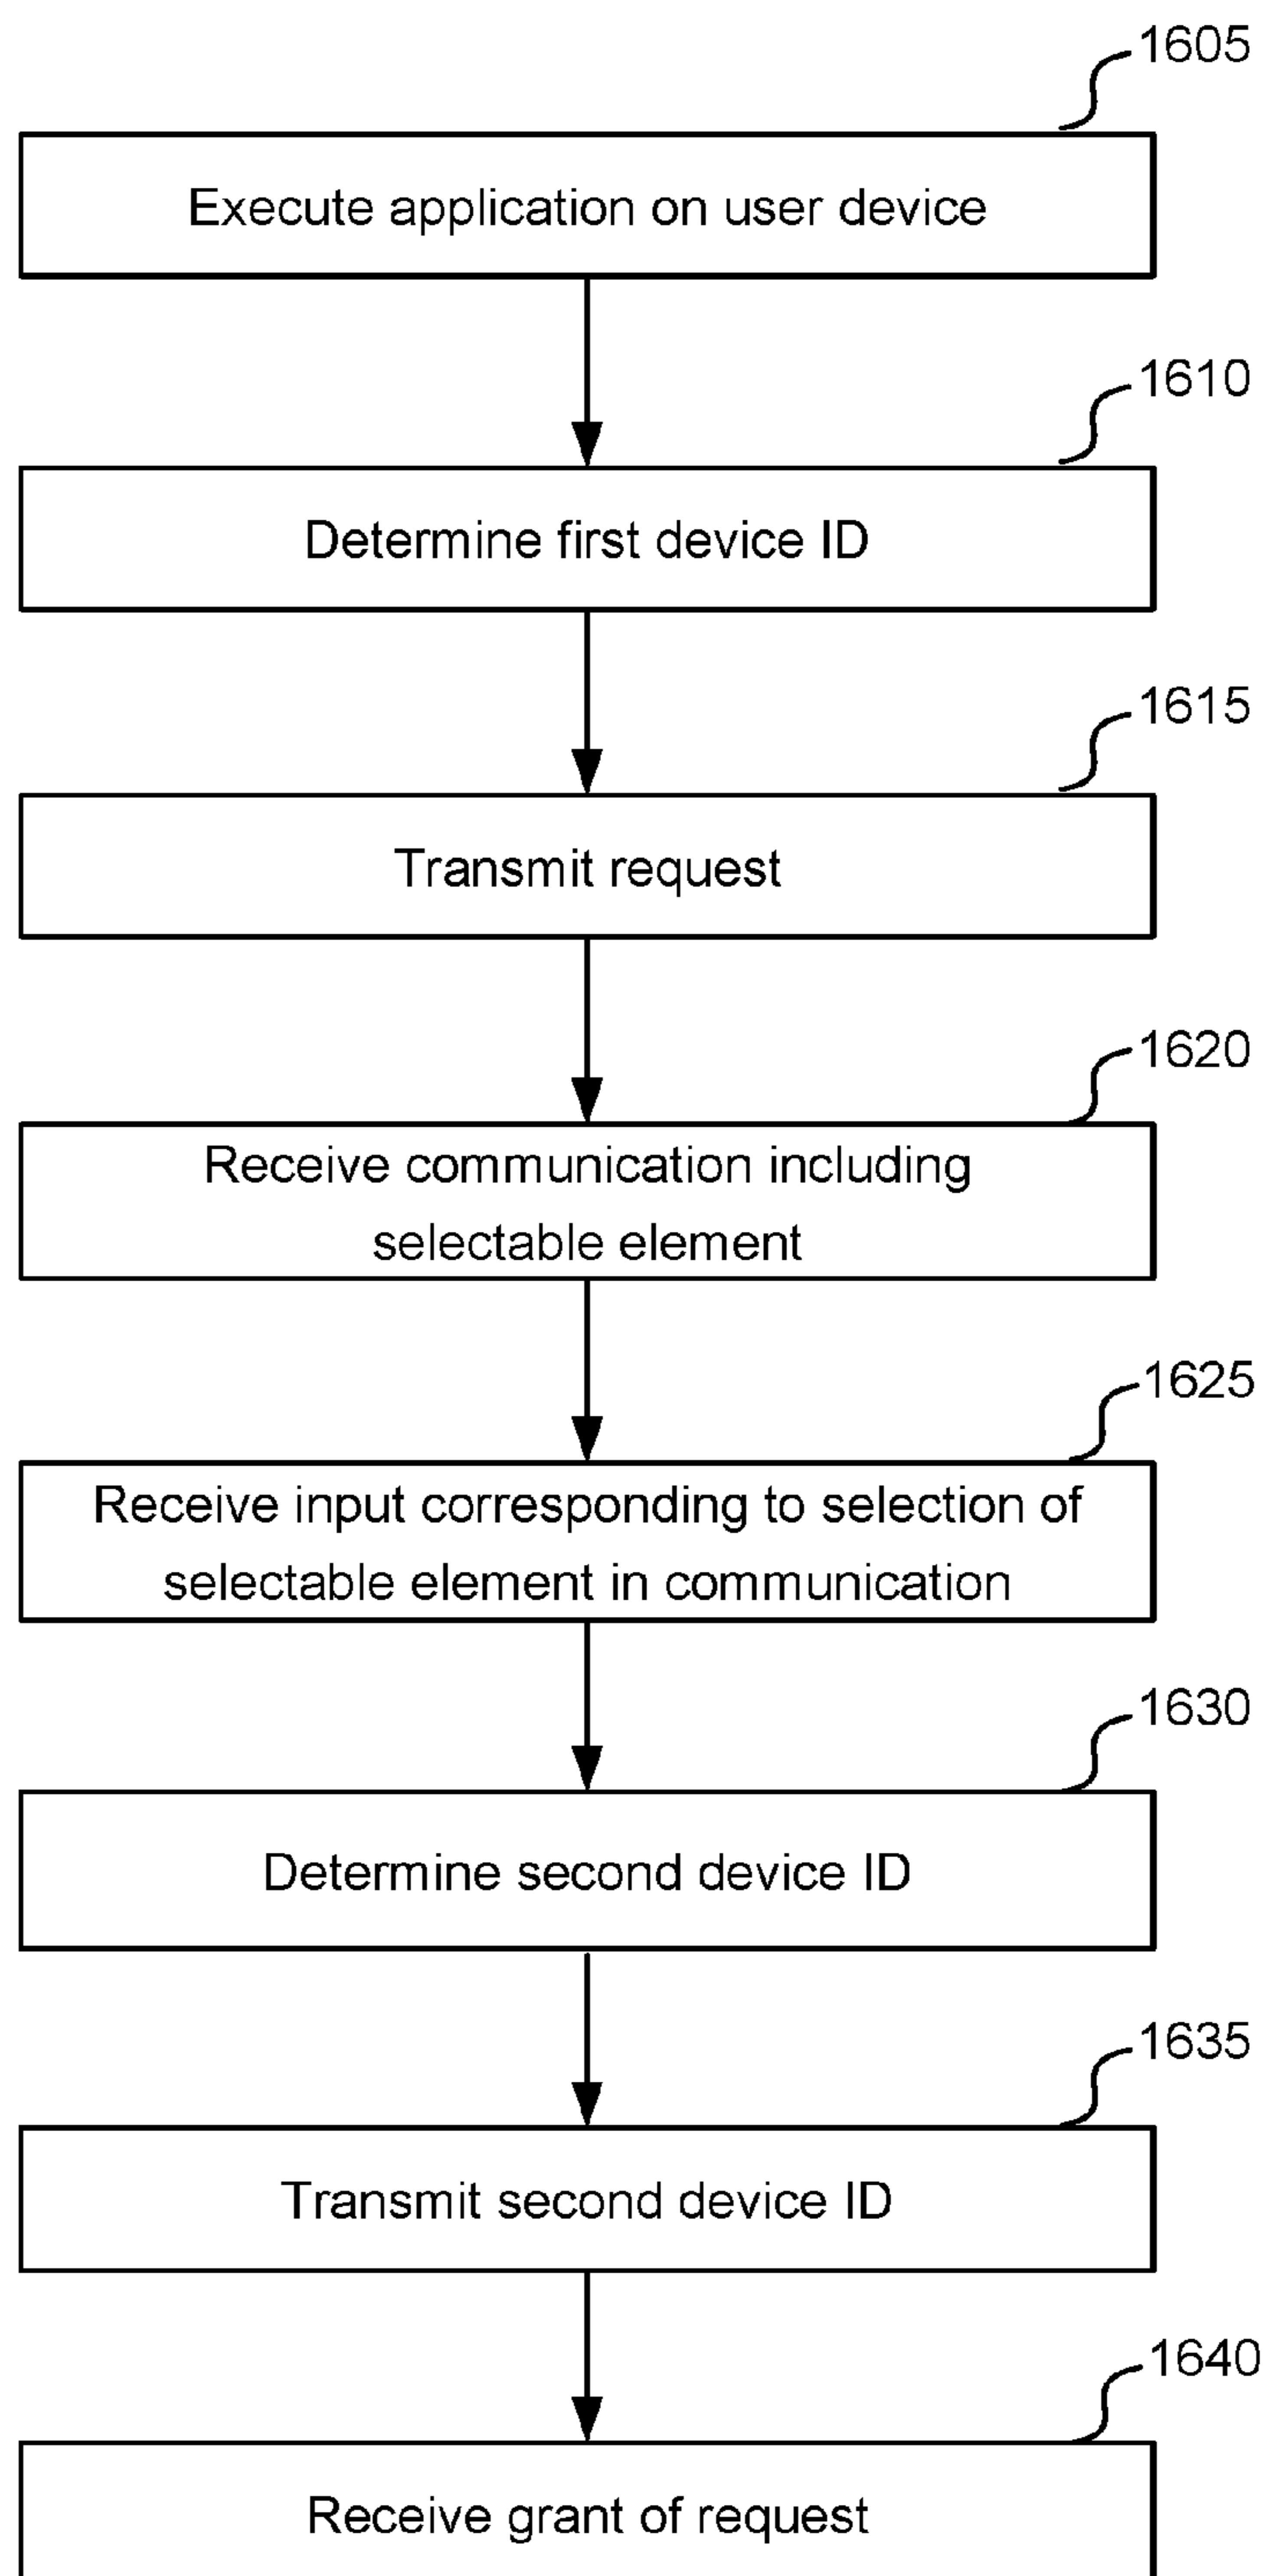 1605
Execute application on user device
1610
Determine first device ID
1615
Transmit request
1620
Receive communication including
selectable element
1625
Receive input corresponding to selection of
selectable element in communication
1630
Determine second device ID
1635
Transmit second device ID
1640
Receive grant of request